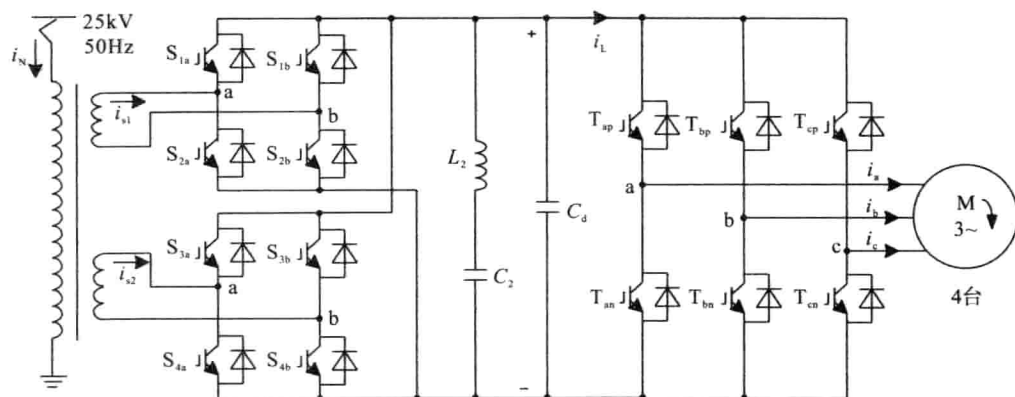 25kV
50Hz
i_N
i_s1
i_s2
S_1a
S_1b
a
b
S_2a
S_2b
S_3a
S_3b
a
b
S_4a
S_4b
L_2
C_2
+
C_d
−
i_L
T_ap
T_bp
T_cp
a
b
c
i_a
i_b
i_c
T_an
T_bn
T_cn
M
3~
4台